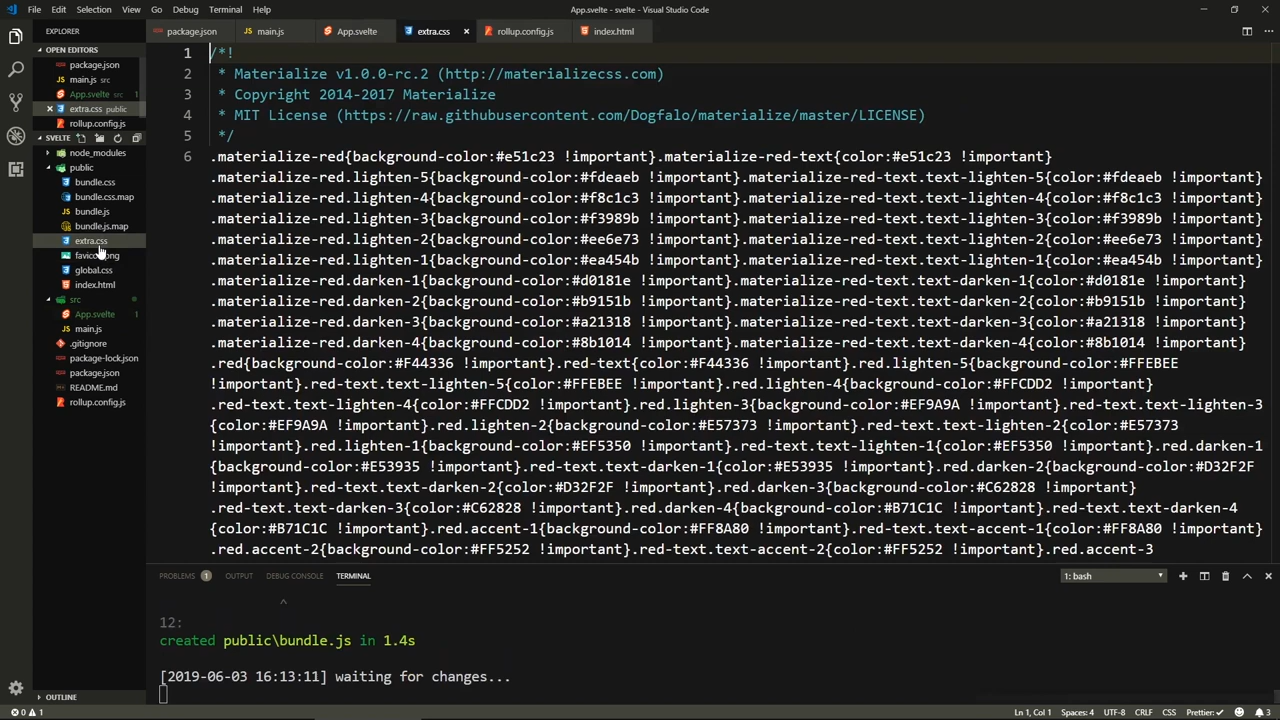 File Edit Selection View Go Debug Terminal Help
App.svelte - svelte - Visual Studio Code
EXPLORER
package.json
main.js
App.svelte
extra.css
rollup.config.js
index.html
OPEN EDITORS
package.json
main.js src
App.svelte src 1
extra.css public
rollup.config.js
SVELTE
node_modules
public
bundle.css
bundle.css.map
bundle.js
bundle.js.map
extra.css
global.css
index.html
src
App.svelte 1
main.js
.gitignore
package-lock.json
package.json
README.md
rollup.config.js
OUTLINE
1 /*!
2 * Materialize v1.0.0-rc.2 (http://materializecss.com)
3 * Copyright 2014-2017 Materialize
4 * MIT License (https://raw.githubusercontent.com/Dogfalo/materialize/master/LICENSE)
5 */
6 .materialize-red{background-color:#e51c23 !important}.materialize-red-text{color:#e51c23 !important}
.materialize-red.lighten-5{background-color:#fdeaeb !important}.materialize-red-text.text-lighten-5{color:#fdeaeb !important}
.materialize-red.lighten-4{background-color:#f8c1c3 !important}.materialize-red-text.text-lighten-4{color:#f8c1c3 !important}
.materialize-red.lighten-3{background-color:#f3989b !important}.materialize-red-text.text-lighten-3{color:#f3989b !important}
.materialize-red.lighten-2{background-color:#ee6e73 !important}.materialize-red-text.text-lighten-2{color:#ee6e73 !important}
.materialize-red.lighten-1{background-color:#ea454b !important}.materialize-red-text.text-lighten-1{color:#ea454b !important}
.materialize-red.darken-1{background-color:#d0181e !important}.materialize-red-text.text-darken-1{color:#d0181e !important}
.materialize-red.darken-2{background-color:#b9151b !important}.materialize-red-text.text-darken-2{color:#b9151b !important}
.materialize-red.darken-3{background-color:#a21318 !important}.materialize-red-text.text-darken-3{color:#a21318 !important}
.materialize-red.darken-4{background-color:#8b1014 !important}.materialize-red-text.text-darken-4{color:#8b1014 !important}
.red{background-color:#F44336 !important}.red-text{color:#F44336 !important}.red.lighten-5{background-color:#FFEBEE
!important}.red-text.text-lighten-5{color:#FFEBEE !important}.red.lighten-4{background-color:#FFCDD2 !important}
.red-text.text-lighten-4{color:#FFCDD2 !important}.red.lighten-3{background-color:#EF9A9A !important}.red-text.text-lighten-3
{color:#EF9A9A !important}.red.lighten-2{background-color:#E57373 !important}.red-text.text-lighten-2{color:#E57373
!important}.red.lighten-1{background-color:#EF5350 !important}.red-text.text-lighten-1{color:#EF5350 !important}.red.darken-1
{background-color:#E53935 !important}.red-text.text-darken-1{color:#E53935 !important}.red.darken-2{background-color:#D32F2F
!important}.red-text.text-darken-2{color:#D32F2F !important}.red.darken-3{background-color:#C62828 !important}
.red-text.text-darken-3{color:#C62828 !important}.red.darken-4{background-color:#B71C1C !important}.red-text.text-darken-4
{color:#B71C1C !important}.red.accent-1{background-color:#FF8A80 !important}.red-text.text-accent-1{color:#FF8A80 !important}
.red.accent-2{background-color:#FF5252 !important}.red-text.text-accent-2{color:#FF5252 !important}.red.accent-3
PROBLEMS 1 OUTPUT DEBUG CONSOLE TERMINAL
1: bash
^
12:
created public\bundle.js in 1.4s
[2019-06-03 16:13:11] waiting for changes...
0 1
Ln 1, Col 1 Spaces: 4 UTF-8 CRLF CSS Prettier: ✓ 3